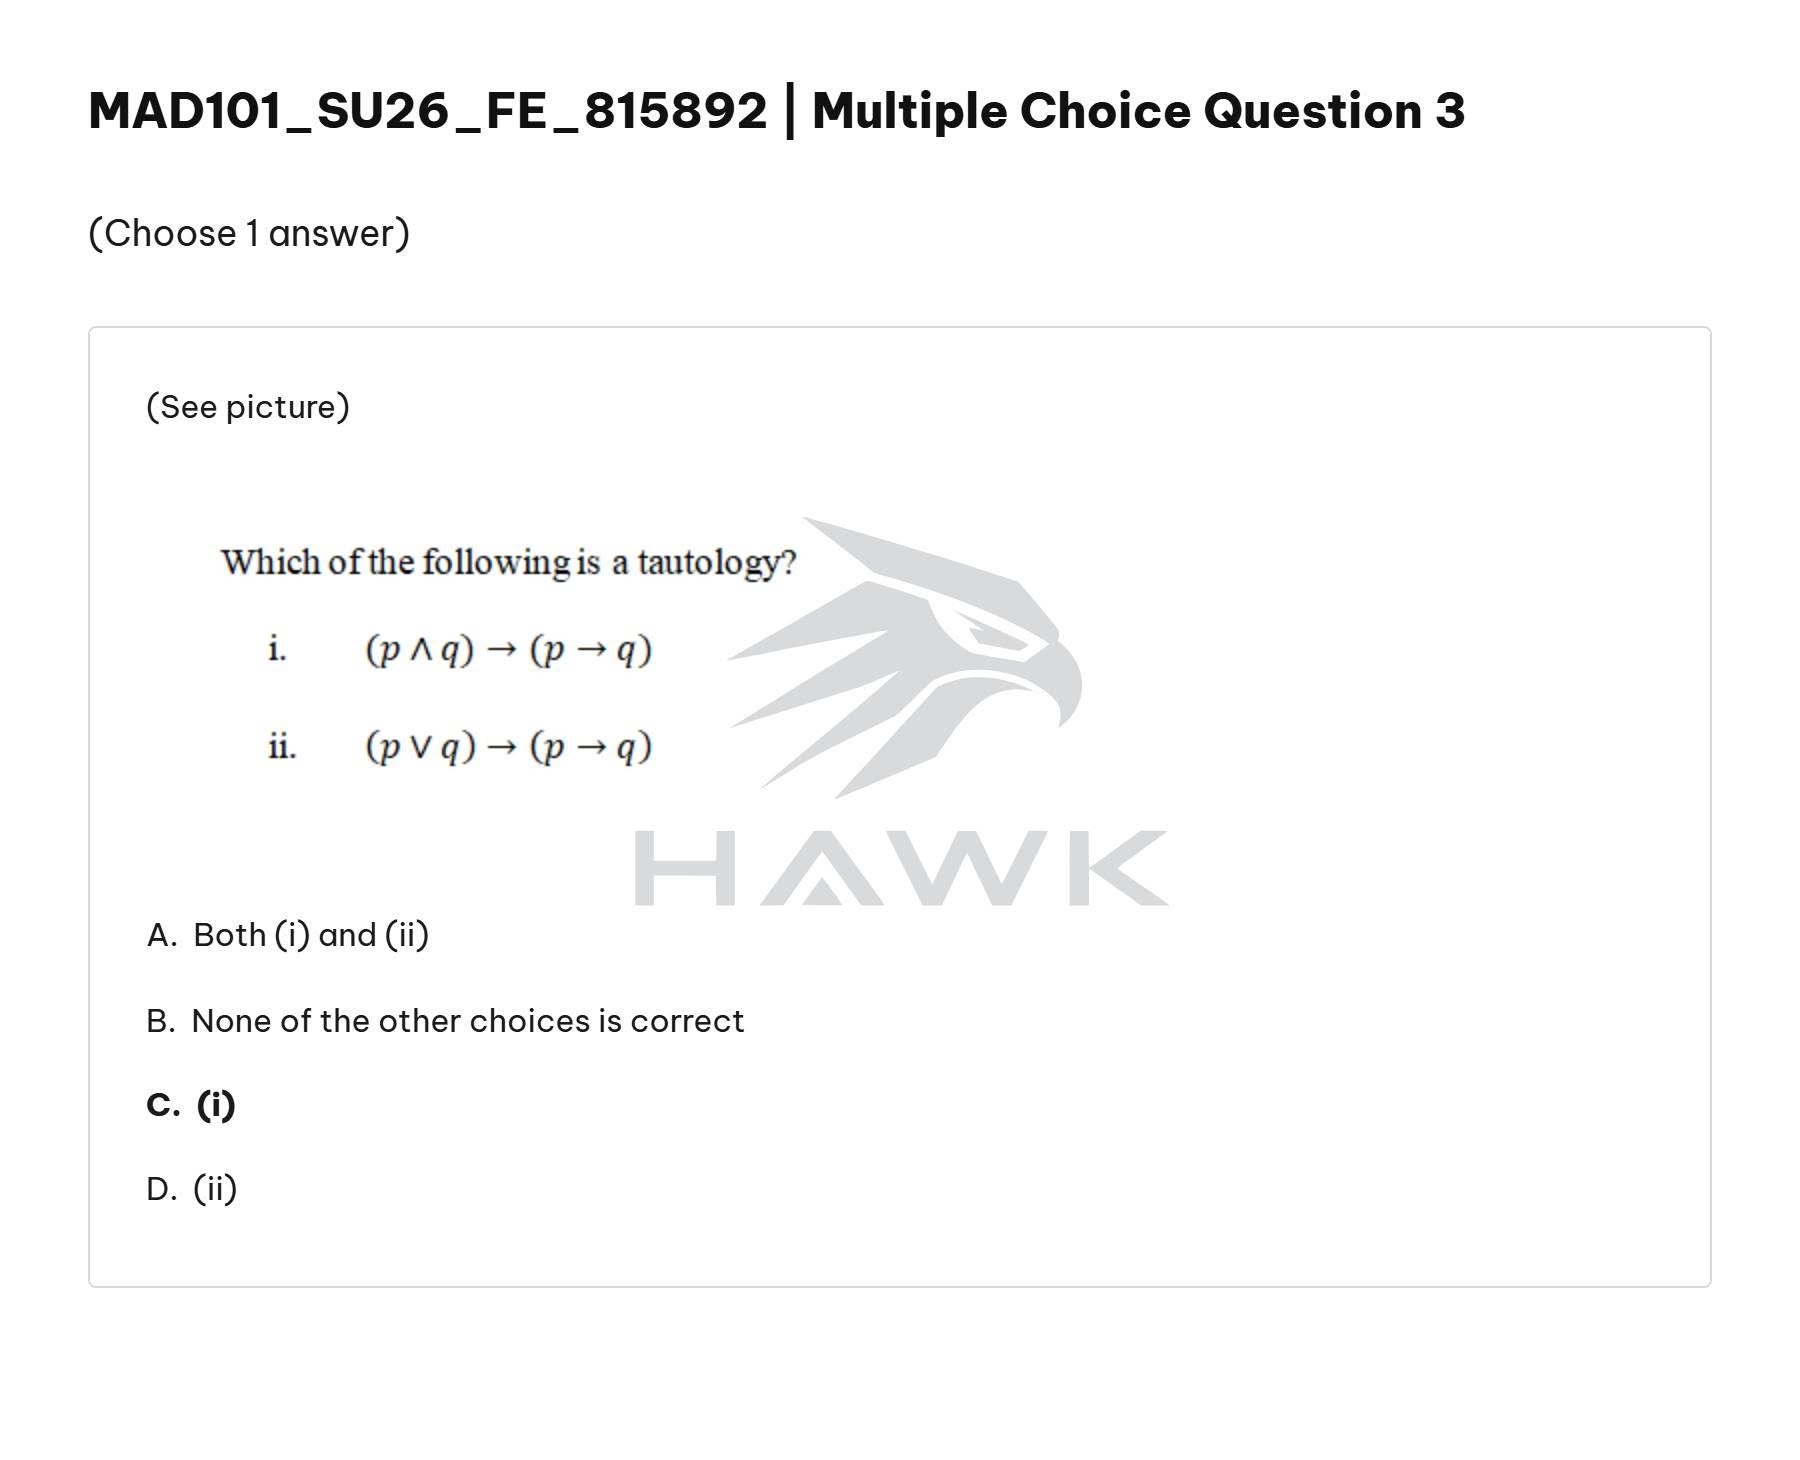 MAD101_SU26_FE_815892 | Multiple Choice Question 3
(Choose 1 answer)
(See picture)
Which of the following is a tautology?
i. (p ∧ q) → (p → q)
ii. (p ∨ q) → (p → q)
HAWK
A. Both (i) and (ii)
B. None of the other choices is correct
C. (i)
D. (ii)